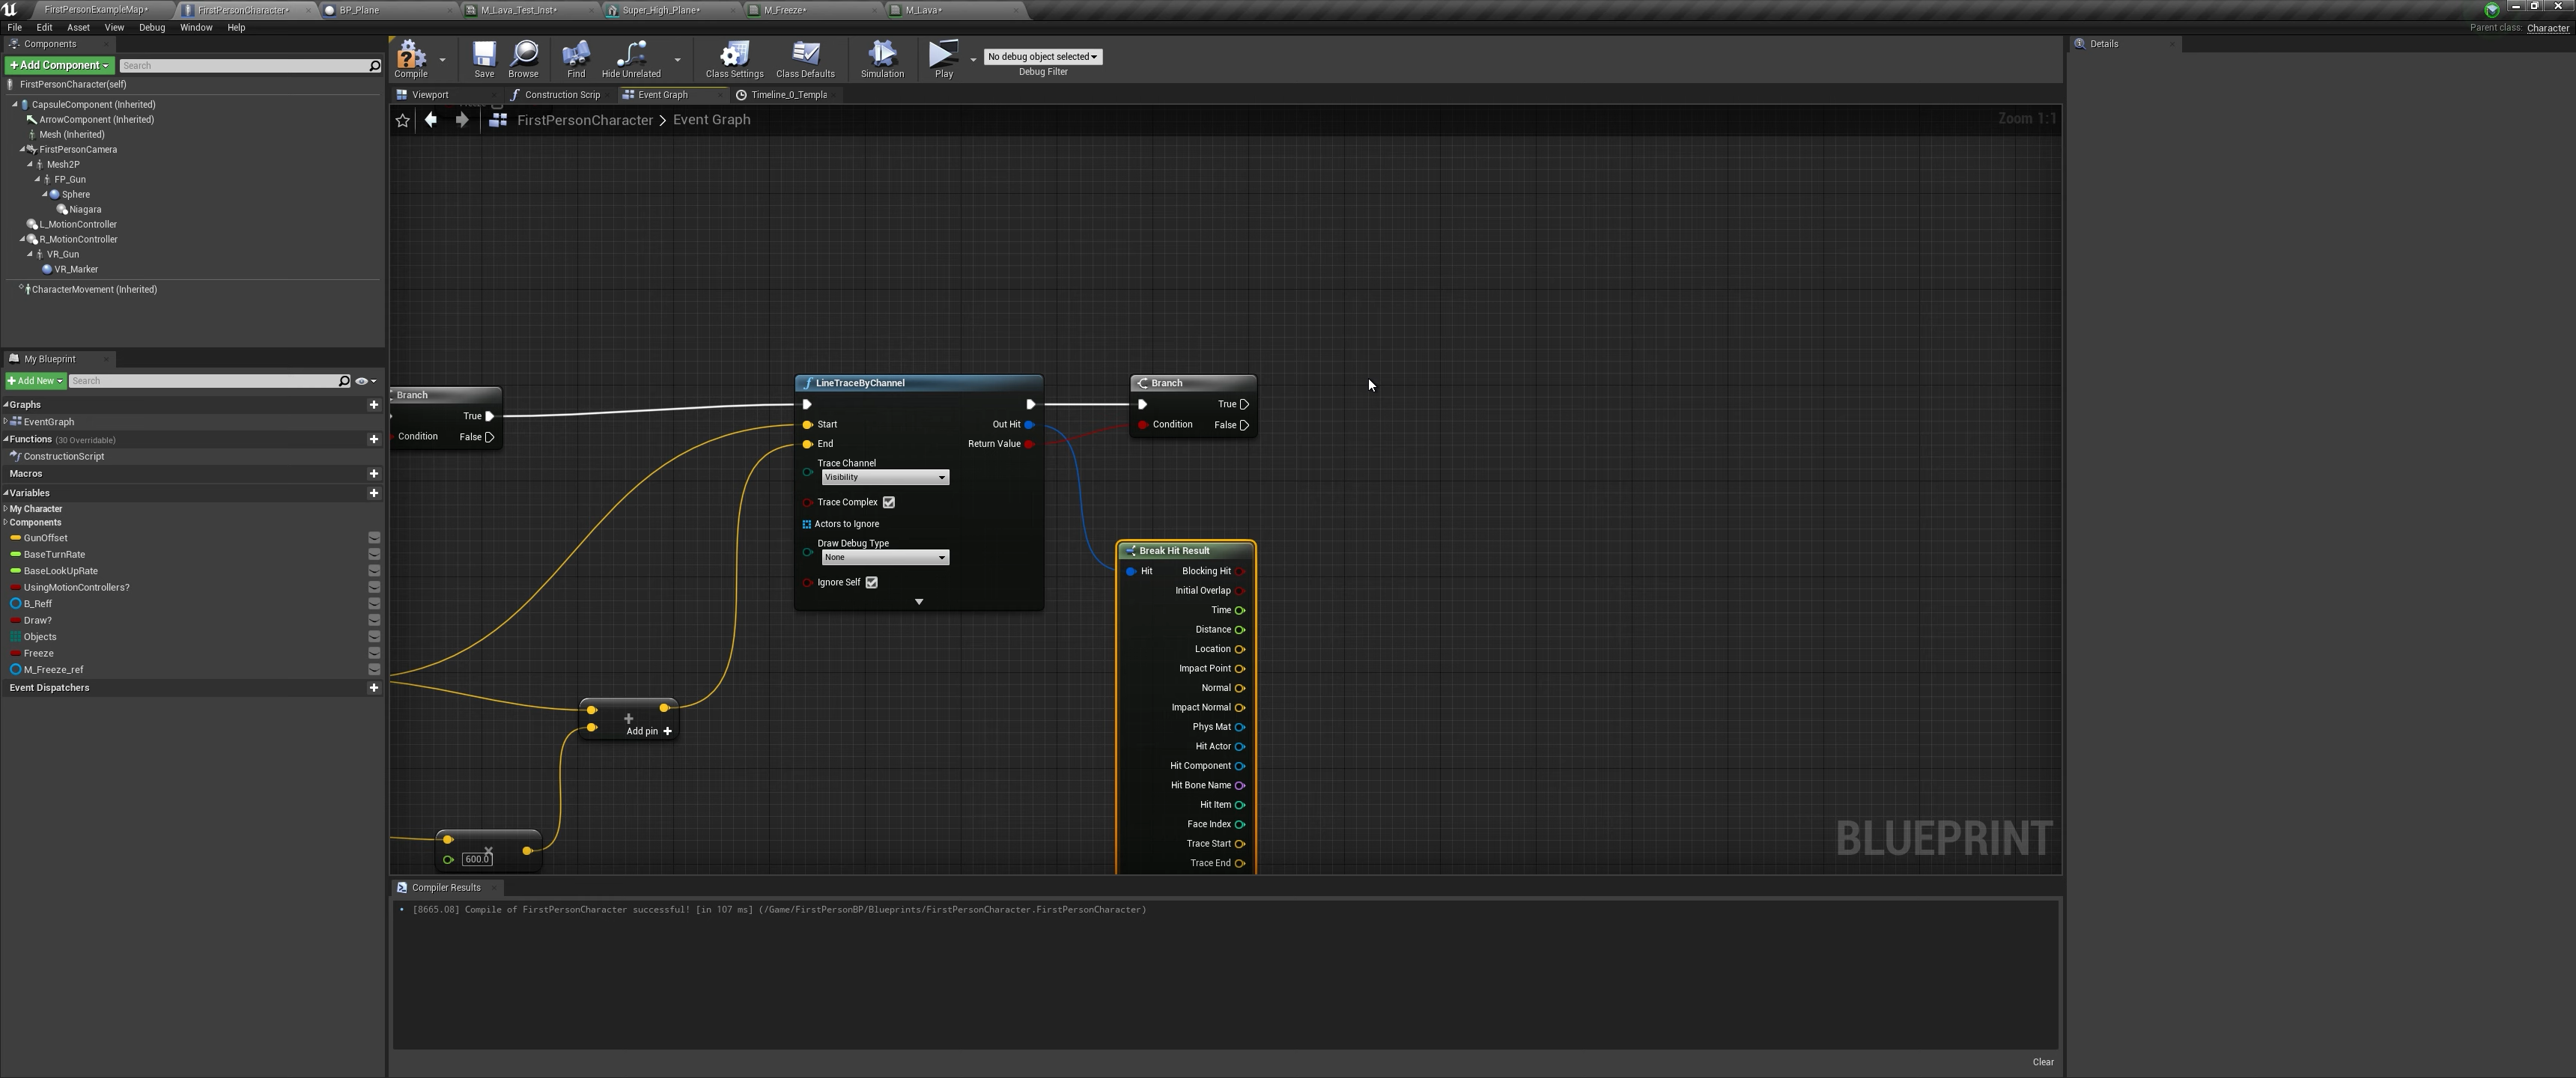 FirstPersonExampleMap*
FirstPersonCharacter*
BP_Plane
M_Lava_Test_Inst*
Super_High_Plane*
M_Freeze*
M_Lava*
File Edit Asset View Debug Window Help
Parent class: Character
Components
+ Add Component
Search
FirstPersonCharacter(self)
CapsuleComponent (Inherited)
ArrowComponent (Inherited)
Mesh (Inherited)
FirstPersonCamera
Mesh2P
FP_Gun
Sphere
Niagara
L_MotionController
R_MotionController
VR_Gun
VR_Marker
CharacterMovement (Inherited)
My Blueprint
+ Add New
Search
Graphs
EventGraph
Functions (30 Overridable)
ConstructionScript
Macros
Variables
My Character
Components
GunOffset
BaseTurnRate
BaseLookUpRate
UsingMotionControllers?
B_Reff
Draw?
Objects
Freeze
M_Freeze_ref
Event Dispatchers
Compile
Save
Browse
Find
Hide Unrelated
Class Settings
Class Defaults
Simulation
Play
No debug object selected
Debug Filter
Viewport
Construction Scrip
Event Graph
Timeline_0_Templa
FirstPersonCharacter > Event Graph
Zoom 1:1
Branch
True
Condition
False
LineTraceByChannel
Start
Out Hit
End
Return Value
Trace Channel
Visibility
Trace Complex
Actors to Ignore
Draw Debug Type
None
Ignore Self
Branch
True
Condition
False
Break Hit Result
Hit
Blocking Hit
Initial Overlap
Time
Distance
Location
Impact Point
Normal
Impact Normal
Phys Mat
Hit Actor
Hit Component
Hit Bone Name
Hit Item
Face Index
Trace Start
Trace End
Add pin +
600.0
BLUEPRINT
Compiler Results
[8665.08] Compile of FirstPersonCharacter successful! [in 107 ms] (/Game/FirstPersonBP/Blueprints/FirstPersonCharacter.FirstPersonCharacter)
Clear
Details